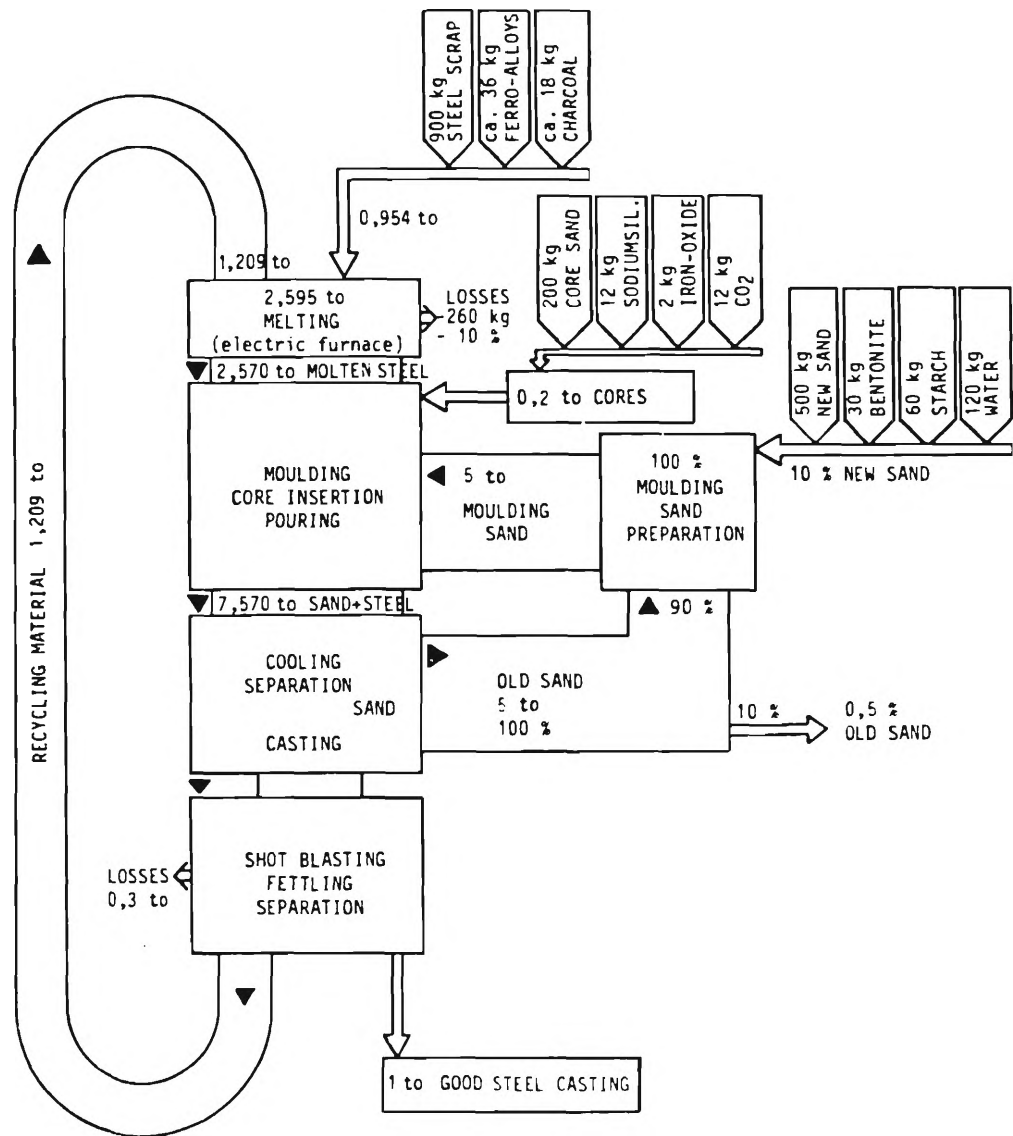 900 kg
STEEL SCRAP
ca. 36 kg
FERRO-ALLOYS
ca. 18 kg
CHARCOAL
0,954 to
200 kg
CORE SAND
12 kg
SODIUMSIL.
2 kg
IRON-OXIDE
12 kg
CO2
500 kg
NEW SAND
30 kg
BENTONITE
60 kg
STARCH
120 kg
WATER
1,209 to
2,595 to
MELTING
(electric furnace)
LOSSES
-260 kg
- 10 %
2,570 to MOLTEN STEEL
0,2 to CORES
10 % NEW SAND
MOULDING
CORE INSERTION
POURING
5 to
MOULDING
SAND
100 %
MOULDING
SAND
PREPARATION
RECYCLING MATERIAL 1,209 to
7,570 to SAND+STEEL
90 %
COOLING
SEPARATION
SAND
CASTING
OLD SAND
5 to
100 %
10 %
0,5 %
OLD SAND
SHOT BLASTING
FETTLING
SEPARATION
LOSSES
0,3 to
1 to GOOD STEEL CASTING